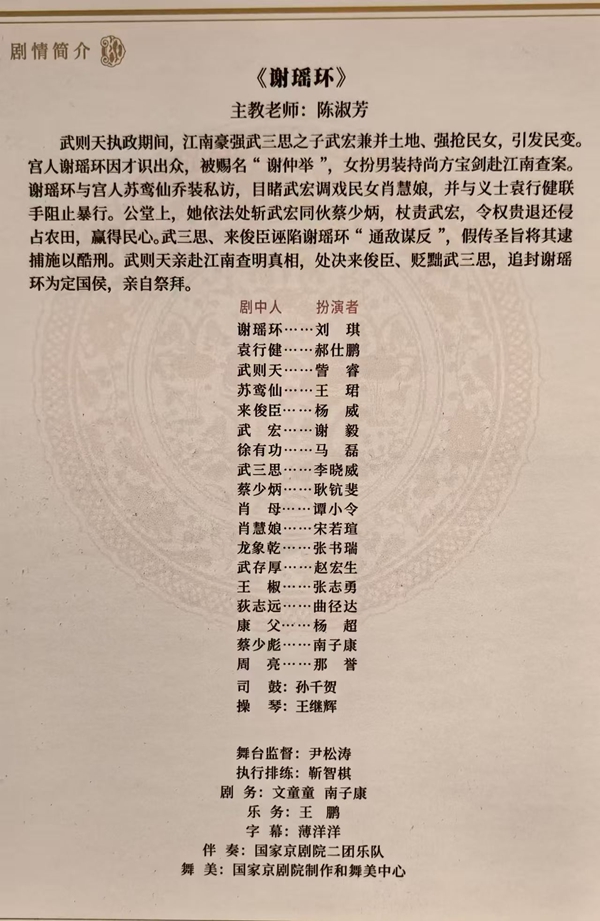 剧情简介
《谢瑶环》
主教老师：陈淑芳
武则天执政期间，江南豪强武三思之子武宏兼并土地、强抢民女，引发民变。
宫人谢瑶环因才识出众，被赐名“谢仲举”，女扮男装持尚方宝剑赴江南查案。
谢瑶环与宫人苏鸾仙乔装私访，目睹武宏调戏民女肖慧娘，并与义士袁行健联
手阻止暴行。公堂上，她依法处斩武宏同伙蔡少炳，杖责武宏，令权贵退还侵
占农田，赢得民心。武三思、来俊臣诬陷谢瑶环“通敌谋反”，假传圣旨将其逮
捕施以酷刑。武则天亲赴江南查明真相，处决来俊臣、贬黜武三思，追封谢瑶
环为定国侯，亲自祭拜。
剧中人 扮演者
谢瑶环……刘 琪
袁行健……郝仕鹏
武则天……訾 睿
苏鸾仙……王 珺
来俊臣……杨 威
武 宏……谢 毅
徐有功……马 磊
武三思……李晓威
蔡少炳……耿钪斐
肖 母……谭小令
肖慧娘……宋若瑄
龙象乾……张书瑞
武存厚……赵宏生
王 椒……张志勇
荻志远……曲径达
康 父……杨 超
蔡少彪……南子康
周 亮……那 誉
司 鼓：孙千贺
操 琴：王继辉
舞台监督：尹松涛
执行排练：靳智棋
剧 务：文童童 南子康
乐 务：王 鹏
字 幕：薄洋洋
伴 奏：国家京剧院二团乐队
舞 美：国家京剧院制作和舞美中心